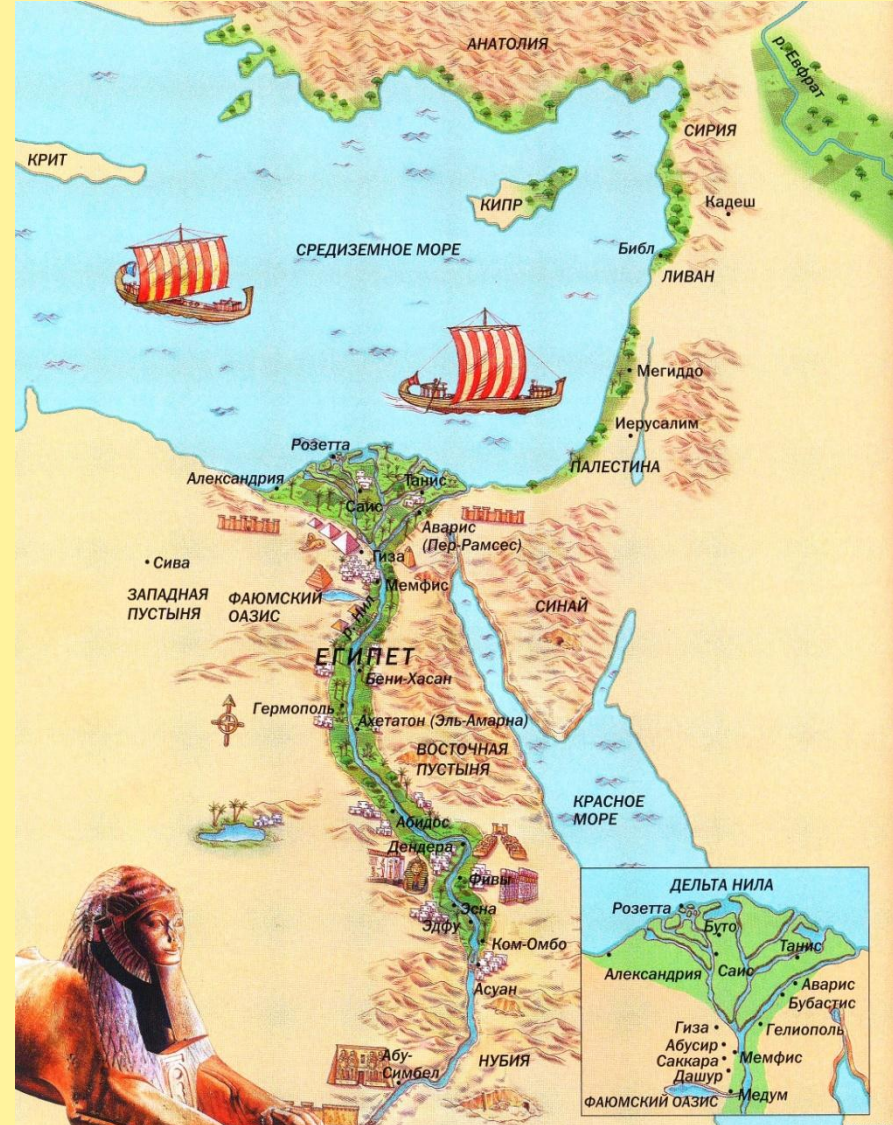 АНАТОЛИЯ
р. Евфрат
СИРИЯ
КРИТ
КИПР
Кадеш
СРЕДИЗЕМНОЕ МОРЕ
Библ
ЛИВАН
Мегиддо
Иерусалим
ПАЛЕСТИНА
Розетта
Александрия
Танис
Саис
Аварис
(Пер-Рамсес)
Гиза
Сива
Мемфис
ЗАПАДНАЯ
ПУСТЫНЯ
ФАЮМСКИЙ
ОАЗИС
р. Нил
СИНАЙ
ЕГИПЕТ
Бени-Хасан
Гермополь
Ахетатон (Эль-Амарна)
ВОСТОЧНАЯ
ПУСТЫНЯ
КРАСНОЕ
МОРЕ
Абидос
Дендера
Фивы
Эсна
Эдфу
Ком-Омбо
Асуан
Абу-
Симбел
НУБИЯ
ДЕЛЬТА НИЛА
Розетта
Буто
Танис
Александрия
Саис
Аварис
Бубастис
Гиза
Гелиополь
Абусир
Мемфис
Саккара
Дашур
Медум
ФАЮМСКИЙ ОАЗИС